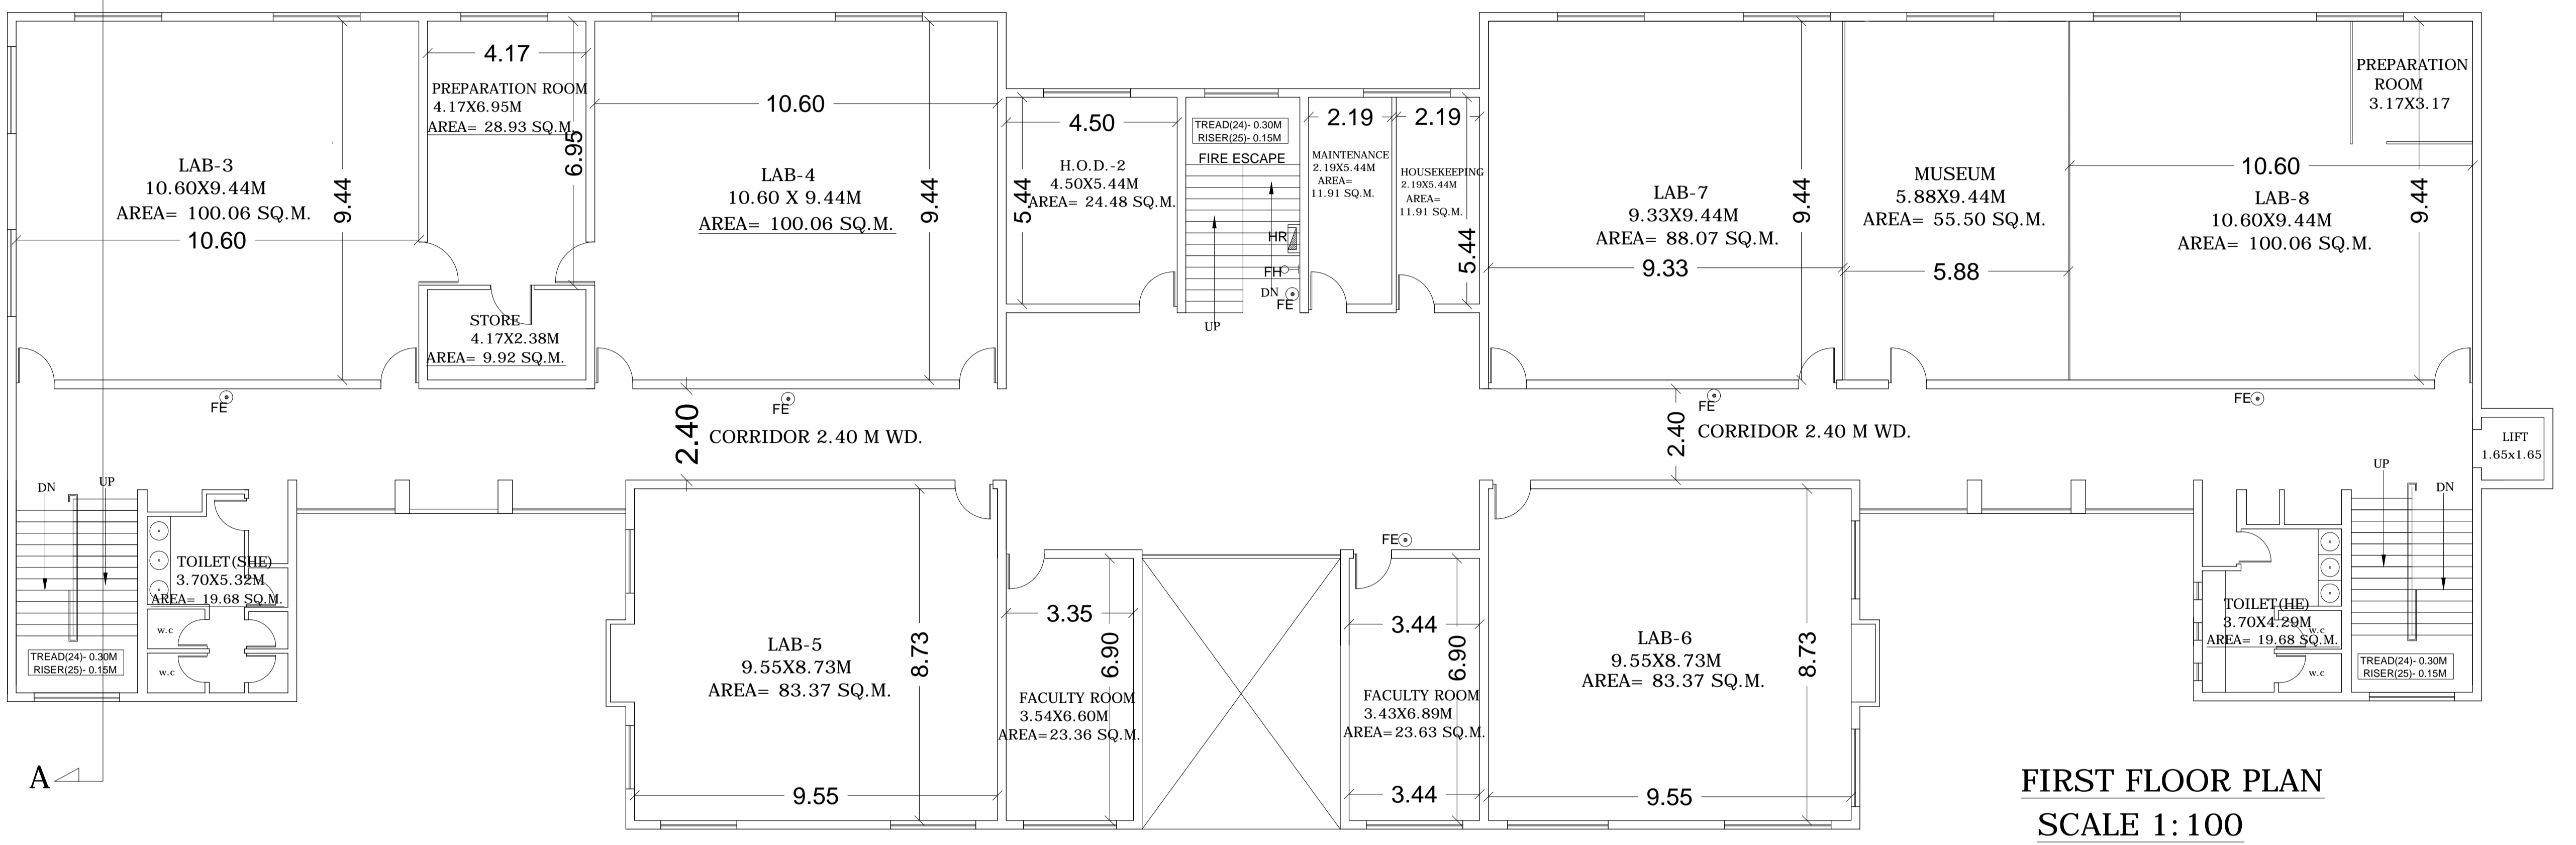 4.17
PREPARATION ROOM
4.17X6.95M
AREA= 28.93 SQ.M.
6.95
LAB-3
10.60X9.44M
AREA= 100.06 SQ.M.
10.60
9.44
STORE
4.17X2.38M
AREA= 9.92 SQ.M.
10.60
LAB-4
10.60 X 9.44M
AREA= 100.06 SQ.M.
9.44
4.50
H.O.D.-2
4.50X5.44M
AREA= 24.48 SQ.M.
5.44
TREAD(24)- 0.30M
RISER(25)- 0.15M
FIRE ESCAPE
HR
FH
DN
FE
UP
2.19
MAINTENANCE
2.19X5.44M
AREA=
11.91 SQ.M.
2.19
HOUSEKEEPING
2.19X5.44M
AREA=
11.91 SQ.M.
5.44
LAB-7
9.33X9.44M
AREA= 88.07 SQ.M.
9.33
9.44
MUSEUM
5.88X9.44M
AREA= 55.50 SQ.M.
5.88
PREPARATION
ROOM
3.17X3.17
10.60
LAB-8
10.60X9.44M
AREA= 100.06 SQ.M.
9.44
FE
FE
FE
FE
2.40
CORRIDOR 2.40 M WD.
2.40
CORRIDOR 2.40 M WD.
LIFT
1.65x1.65
DN
UP
TOILET(SHE)
3.70X5.32M
AREA= 19.68 SQ.M.
w.c
w.c
TREAD(24)- 0.30M
RISER(25)- 0.15M
LAB-5
9.55X8.73M
AREA= 83.37 SQ.M.
8.73
9.55
3.35
6.90
FACULTY ROOM
3.54X6.60M
AREA=23.36 SQ.M.
FE
3.44
6.90
FACULTY ROOM
3.43X6.89M
AREA=23.63 SQ.M.
3.44
LAB-6
9.55X8.73M
AREA= 83.37 SQ.M.
8.73
9.55
UP
DN
TOILET(HE)
3.70X4.29M
AREA= 19.68 SQ.M.
w.c
w.c
TREAD(24)- 0.30M
RISER(25)- 0.15M
A
FIRST FLOOR PLAN
SCALE 1:100